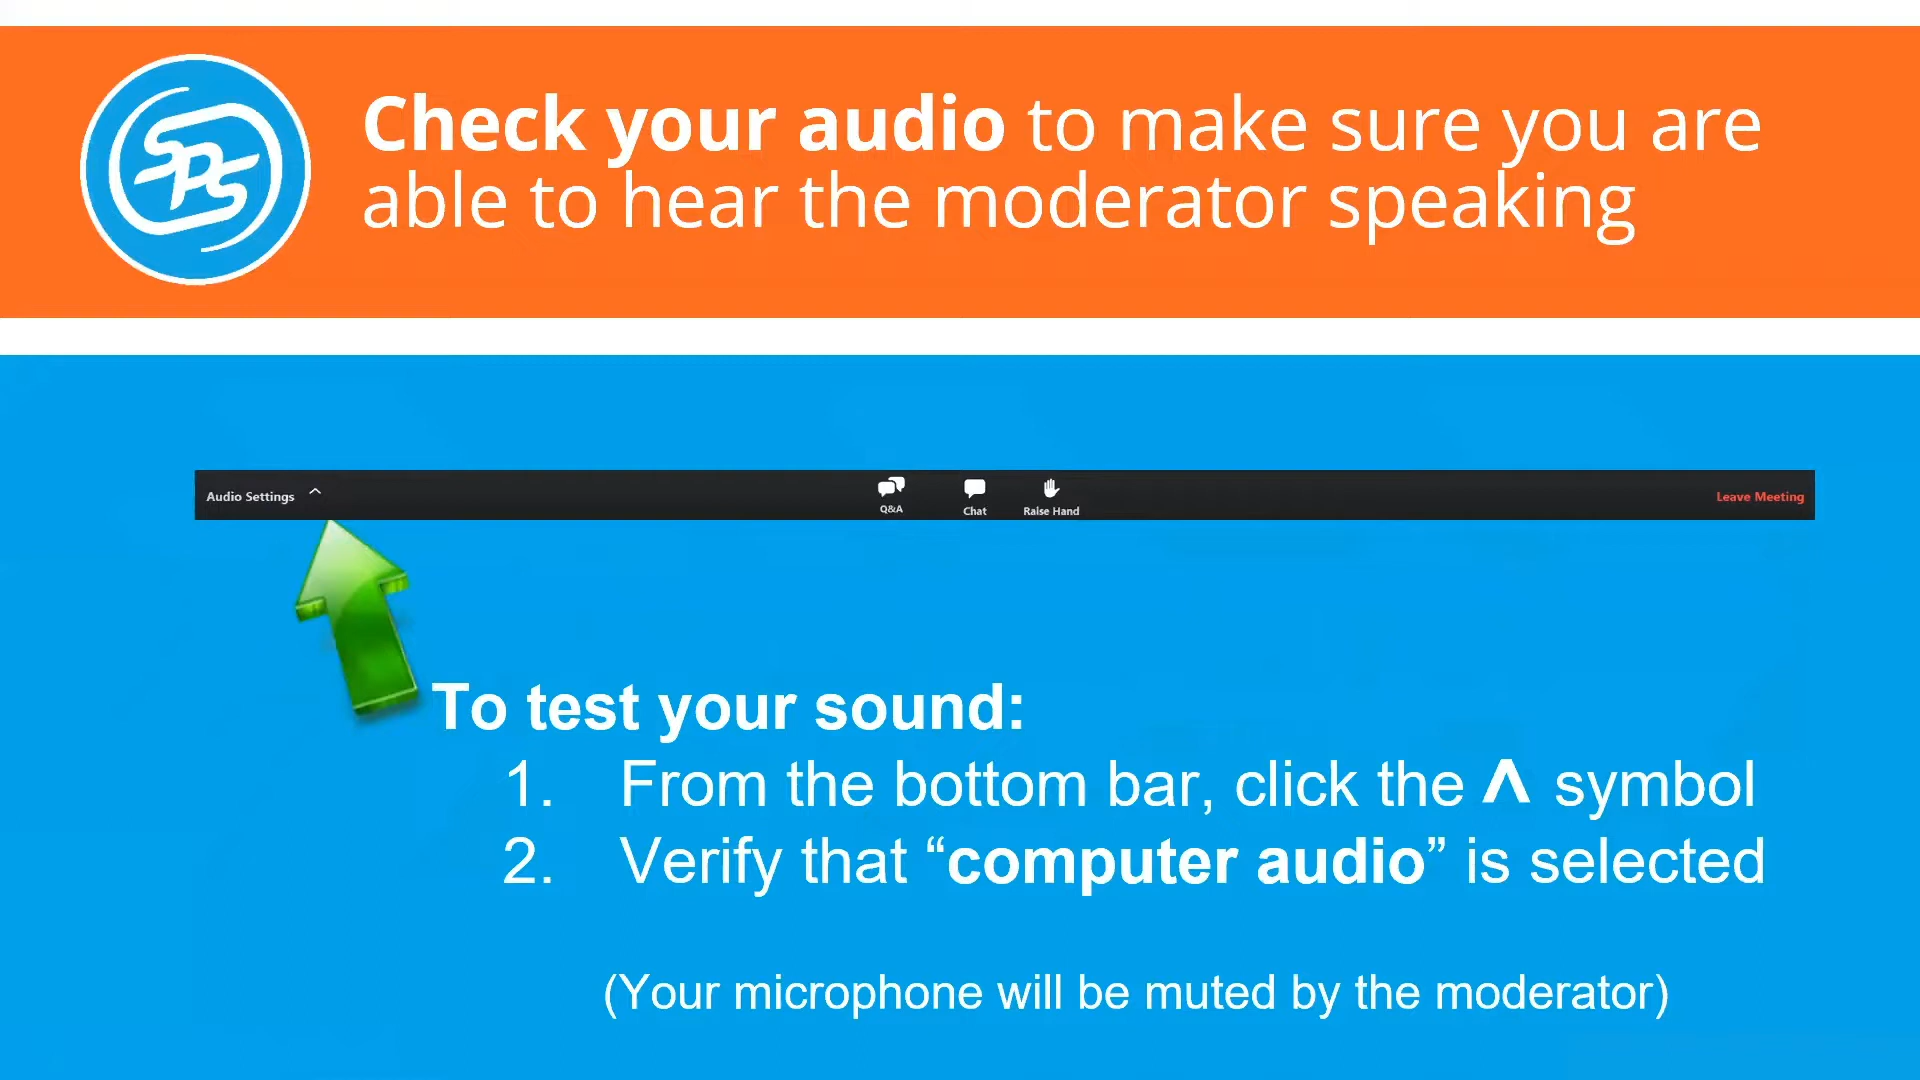 SPS
Check your audio to make sure you are
able to hear the moderator speaking
Audio Settings
Q&A
Chat
Raise Hand
Leave Meeting
To test your sound:
1. From the bottom bar, click the ^ symbol
2. Verify that “computer audio” is selected
(Your microphone will be muted by the moderator)